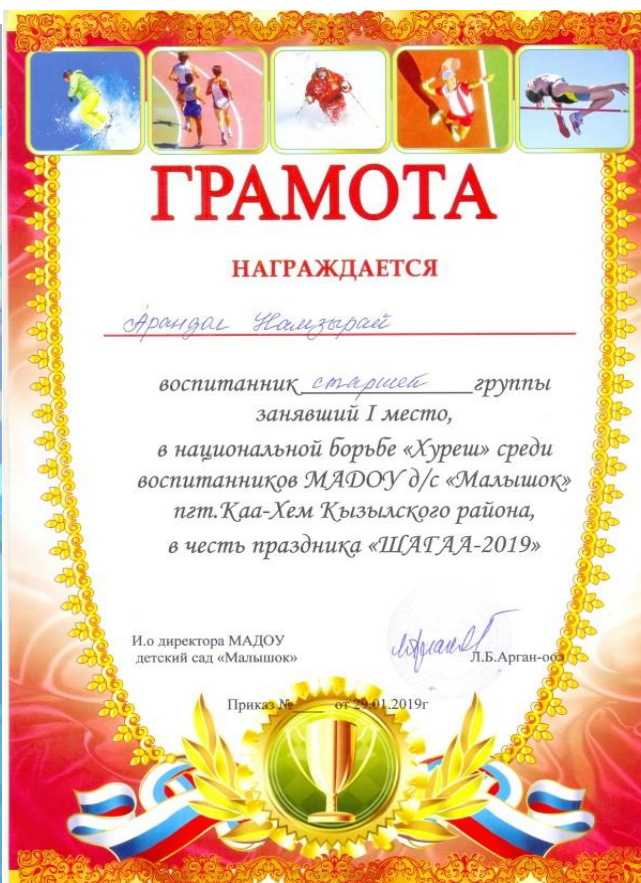 ГРАМОТА
НАГРАЖДАЕТСЯ
Арандол Намзырай
воспитанник старшей группы
занявший I место,
в национальной борьбе «Хуреш» среди
воспитанников МАДОУ д/с «Малышок»
пгт.Каа-Хем Кызылского района,
в честь праздника «ШАГАА-2019»
И.о директора МАДОУ
детский сад «Малышок»
Л.Б.Арган-оол
Приказ № от 29.01.2019г